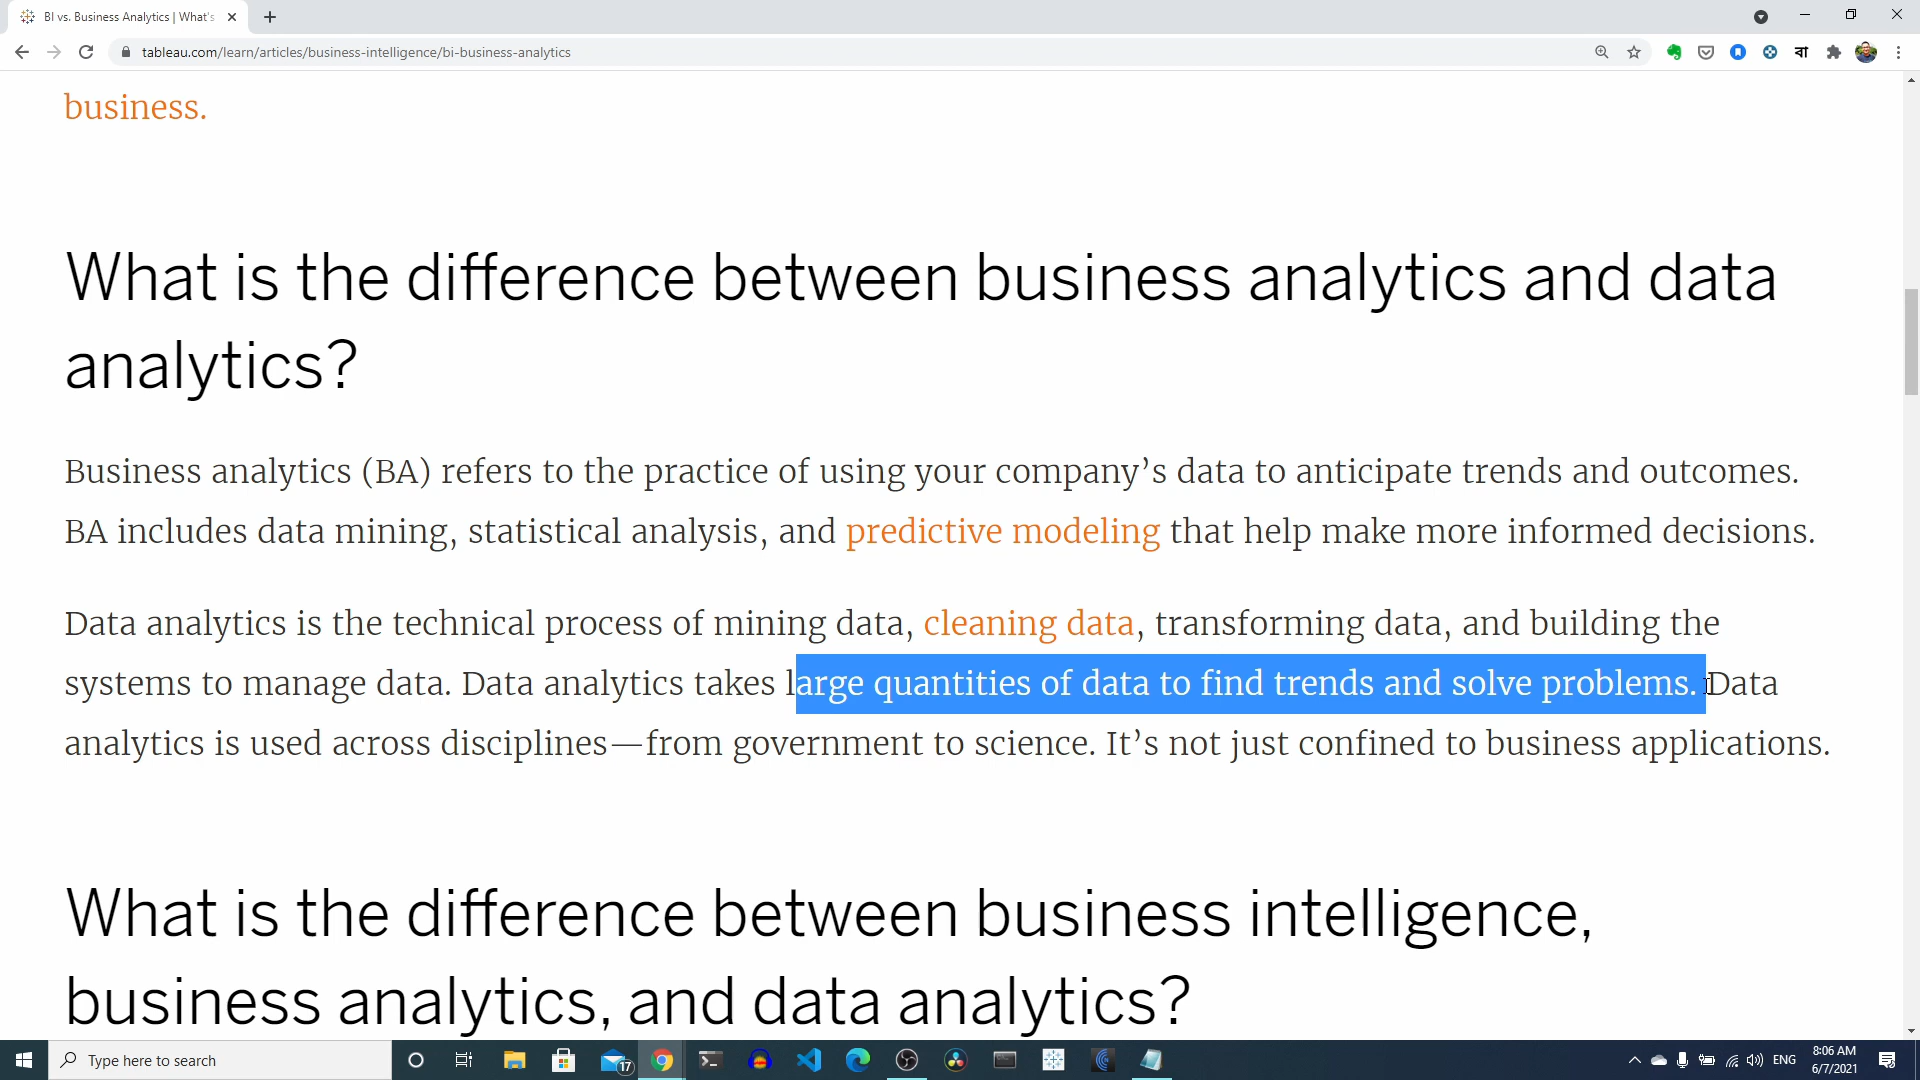 BI vs. Business Analytics | What's
tableau.com/learn/articles/business-intelligence/bi-business-analytics
বা
business.
What is the difference between business analytics and data
analytics?
Business analytics (BA) refers to the practice of using your company’s data to anticipate trends and outcomes.
BA includes data mining, statistical analysis, and predictive modeling that help make more informed decisions.
Data analytics is the technical process of mining data, cleaning data, transforming data, and building the
systems to manage data. Data analytics takes large quantities of data to find trends and solve problems. Data
analytics is used across disciplines—from government to science. It’s not just confined to business applications.
What is the difference between business intelligence,
business analytics, and data analytics?
Type here to search
17
ENG
8:06 AM
6/7/2021